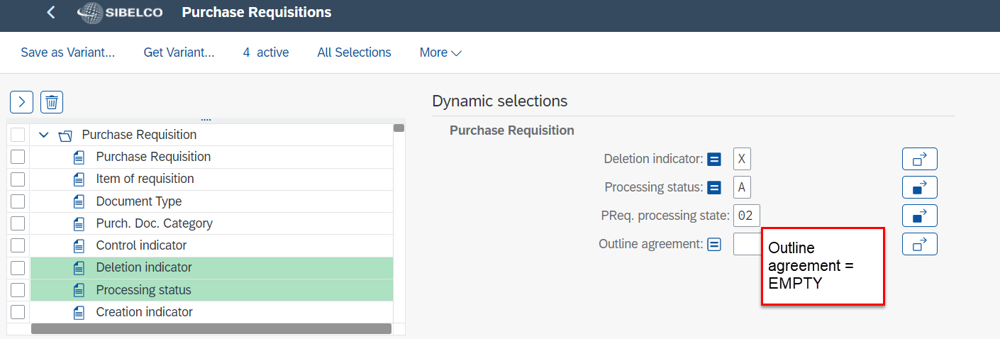 SIBELCO Purchase Requisitions
Save as Variant... Get Variant... 4 active All Selections More
Dynamic selections
Purchase Requisition
Purchase Requisition
Purchase Requisition
Item of requisition
Document Type
Purch. Doc. Category
Control indicator
Deletion indicator
Processing status
Creation indicator
Deletion indicator: = X
Processing status: = A
PReq. processing state: 02
Outline agreement: =
Outline
agreement =
EMPTY